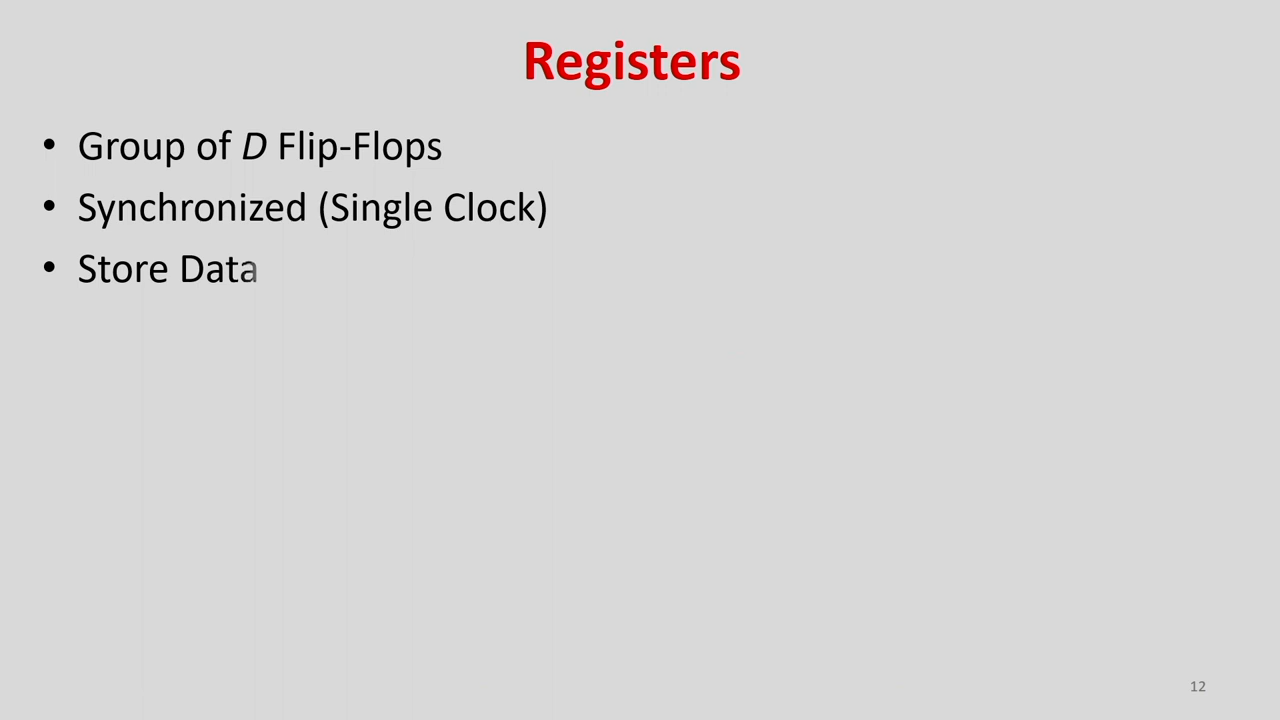 Registers
• Group of D Flip-Flops
• Synchronized (Single Clock)
• Store Data
12